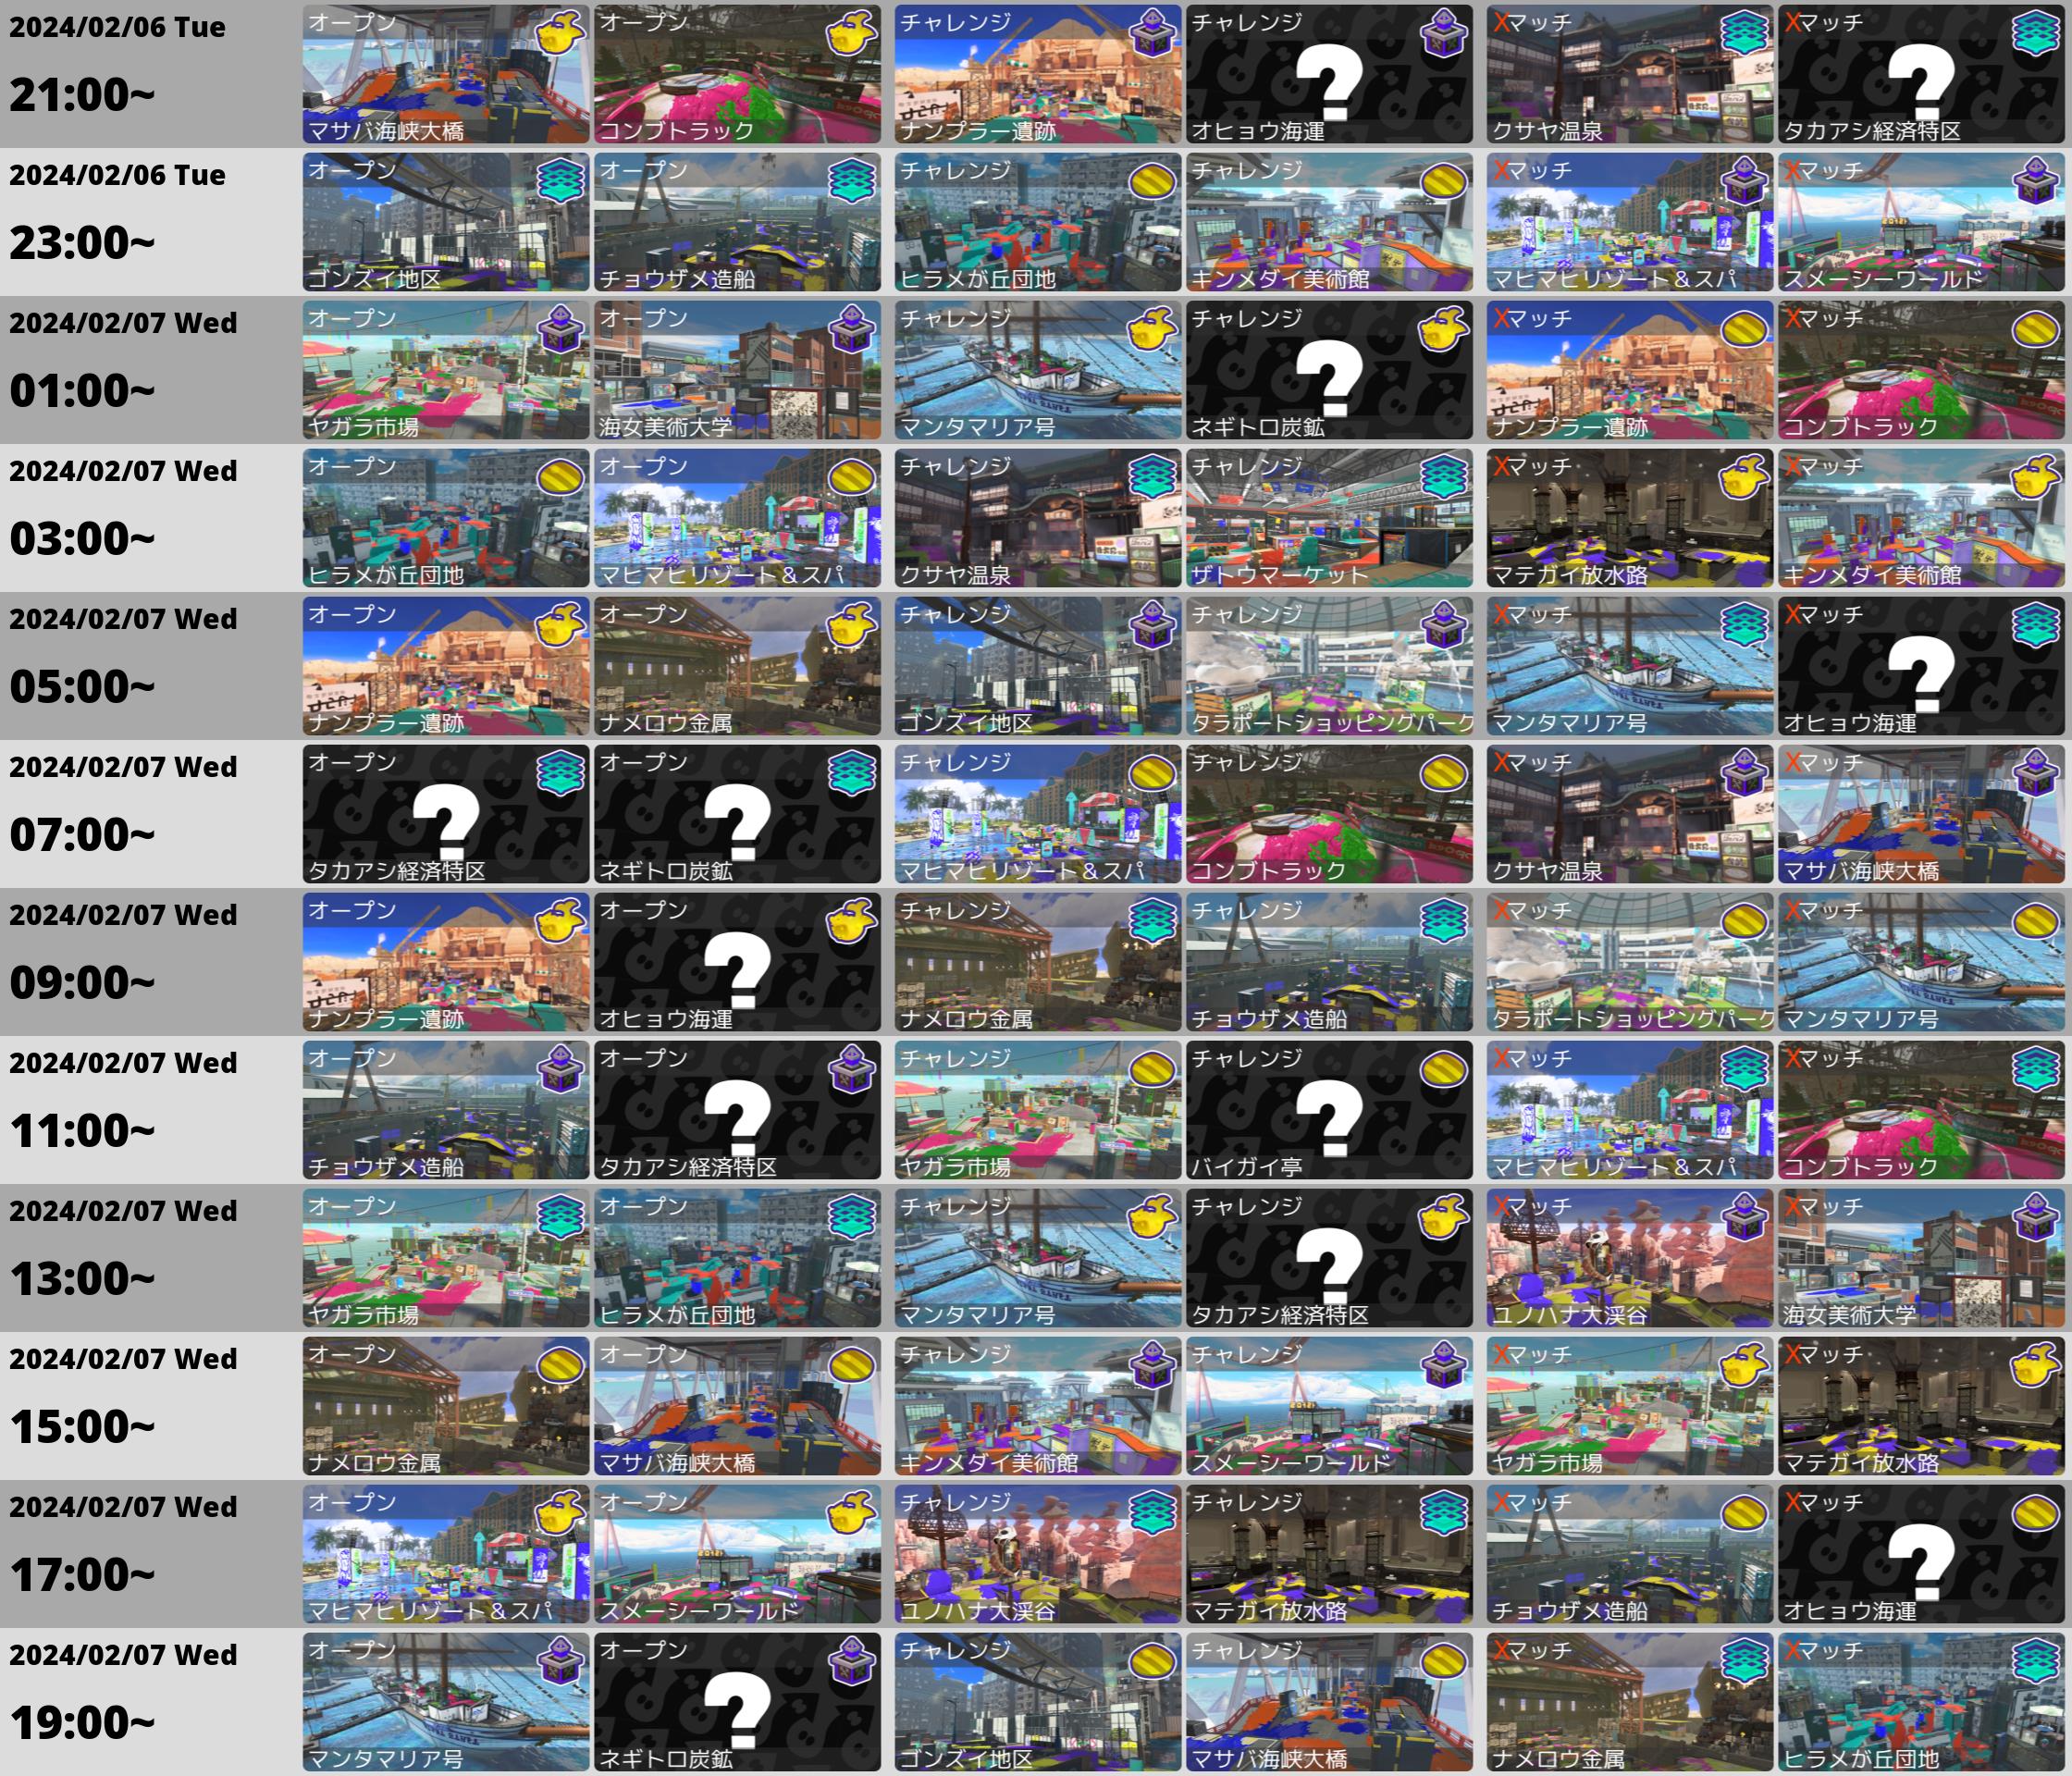 2024/02/06 Tue
21:00~
オープン
マサバ海峡大橋
オープン
コンブトラック
チャレンジ
ナンプラー遺跡
チャレンジ
?
オヒョウ海運
Xマッチ
クサヤ温泉
Xマッチ
?
タカアシ経済特区
2024/02/06 Tue
23:00~
オープン
ゴンズイ地区
オープン
チョウザメ造船
チャレンジ
ヒラメが丘団地
チャレンジ
キンメダイ美術館
Xマッチ
マヒマヒリゾート&スパ
Xマッチ
スメーシーワールド
2024/02/07 Wed
01:00~
オープン
ヤガラ市場
オープン
海女美術大学
チャレンジ
マンタマリア号
チャレンジ
?
ネギトロ炭鉱
Xマッチ
ナンプラー遺跡
Xマッチ
コンブトラック
2024/02/07 Wed
03:00~
オープン
ヒラメが丘団地
オープン
マヒマヒリゾート&スパ
チャレンジ
クサヤ温泉
チャレンジ
ザトウマーケット
Xマッチ
マテガイ放水路
Xマッチ
キンメダイ美術館
2024/02/07 Wed
05:00~
オープン
ナンプラー遺跡
オープン
ナメロウ金属
チャレンジ
ゴンズイ地区
チャレンジ
タラポートショッピングパーク
Xマッチ
マンタマリア号
Xマッチ
?
オヒョウ海運
2024/02/07 Wed
07:00~
オープン
?
タカアシ経済特区
オープン
?
ネギトロ炭鉱
チャレンジ
マヒマヒリゾート&スパ
チャレンジ
コンブトラック
Xマッチ
クサヤ温泉
Xマッチ
マサバ海峡大橋
2024/02/07 Wed
09:00~
オープン
ナンプラー遺跡
オープン
?
オヒョウ海運
チャレンジ
ナメロウ金属
チャレンジ
チョウザメ造船
Xマッチ
タラポートショッピングパーク
Xマッチ
マンタマリア号
2024/02/07 Wed
11:00~
オープン
チョウザメ造船
オープン
?
タカアシ経済特区
チャレンジ
ヤガラ市場
チャレンジ
?
バイガイ亭
Xマッチ
マヒマヒリゾート&スパ
Xマッチ
コンブトラック
2024/02/07 Wed
13:00~
オープン
ヤガラ市場
オープン
ヒラメが丘団地
チャレンジ
マンタマリア号
チャレンジ
?
タカアシ経済特区
Xマッチ
ユノハナ大渓谷
Xマッチ
海女美術大学
2024/02/07 Wed
15:00~
オープン
ナメロウ金属
オープン
マサバ海峡大橋
チャレンジ
キンメダイ美術館
チャレンジ
スメーシーワールド
Xマッチ
ヤガラ市場
Xマッチ
マテガイ放水路
2024/02/07 Wed
17:00~
オープン
マヒマヒリゾート&スパ
オープン
スメーシーワールド
チャレンジ
ユノハナ大渓谷
チャレンジ
マテガイ放水路
Xマッチ
チョウザメ造船
Xマッチ
?
オヒョウ海運
2024/02/07 Wed
19:00~
オープン
マンタマリア号
オープン
?
ネギトロ炭鉱
チャレンジ
ゴンズイ地区
チャレンジ
マサバ海峡大橋
Xマッチ
ナメロウ金属
Xマッチ
ヒラメが丘団地